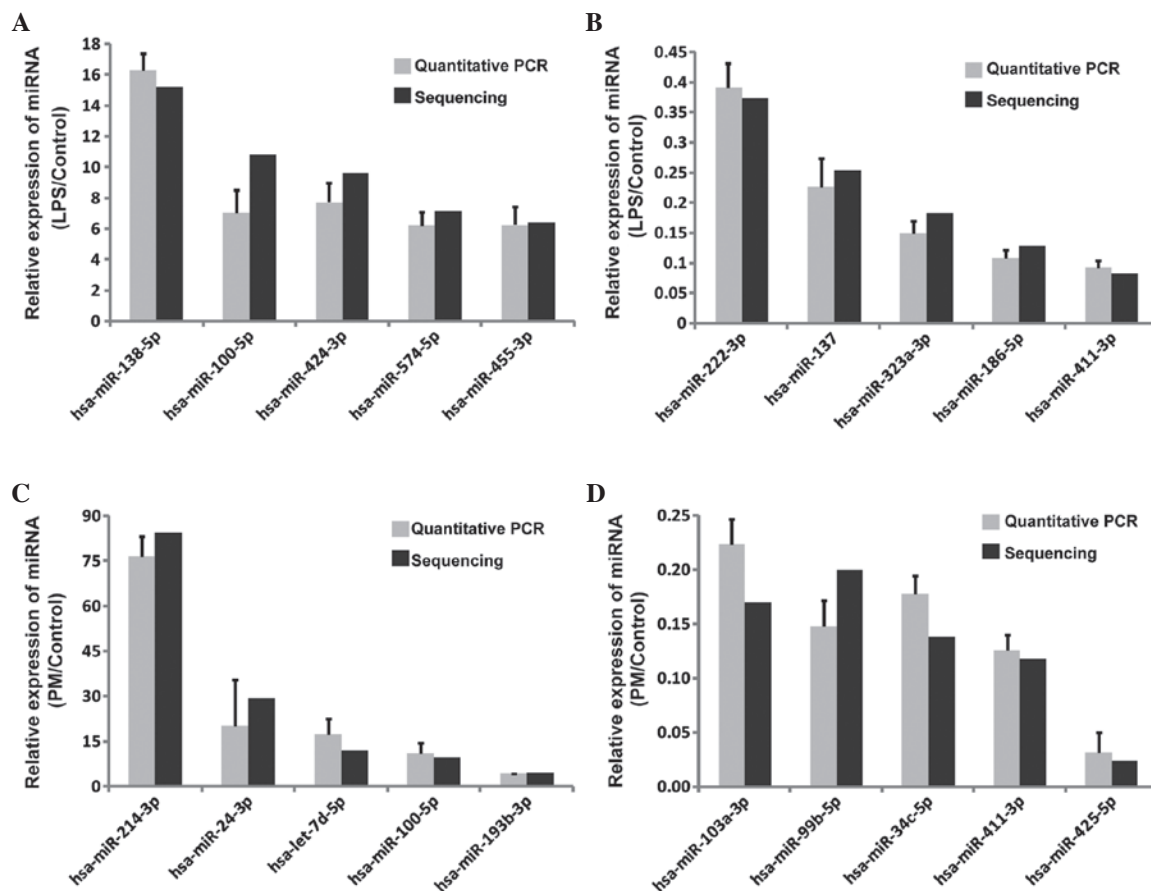 A
Relative expression of miRNA
(LPS/Control)
18
16
14
12
10
8
6
4
2
0
Quantitative PCR
Sequencing
hsa-miR-138-5p
hsa-miR-100-5p
hsa-miR-424-3p
hsa-miR-574-5p
hsa-miR-455-3p
B
Relative expression of miRNA
(LPS/Control)
0.45
0.4
0.35
0.3
0.25
0.2
0.15
0.1
0.05
0
Quantitative PCR
Sequencing
hsa-miR-222-3p
hsa-miR-137
hsa-miR-323a-3p
hsa-miR-186-5p
hsa-miR-411-3p
C
Relative expression of miRNA
(PM/Control)
90
75
60
45
30
15
0
Quantitative PCR
Sequencing
hsa-miR-214-3p
hsa-miR-24-3p
hsa-let-7d-5p
hsa-miR-100-5p
hsa-miR-193b-3p
D
Relative expression of miRNA
(PM/Control)
0.25
0.20
0.15
0.10
0.05
0.00
Quantitative PCR
Sequencing
hsa-miR-103a-3p
hsa-miR-99b-5p
hsa-miR-34c-5p
hsa-miR-411-3p
hsa-miR-425-5p